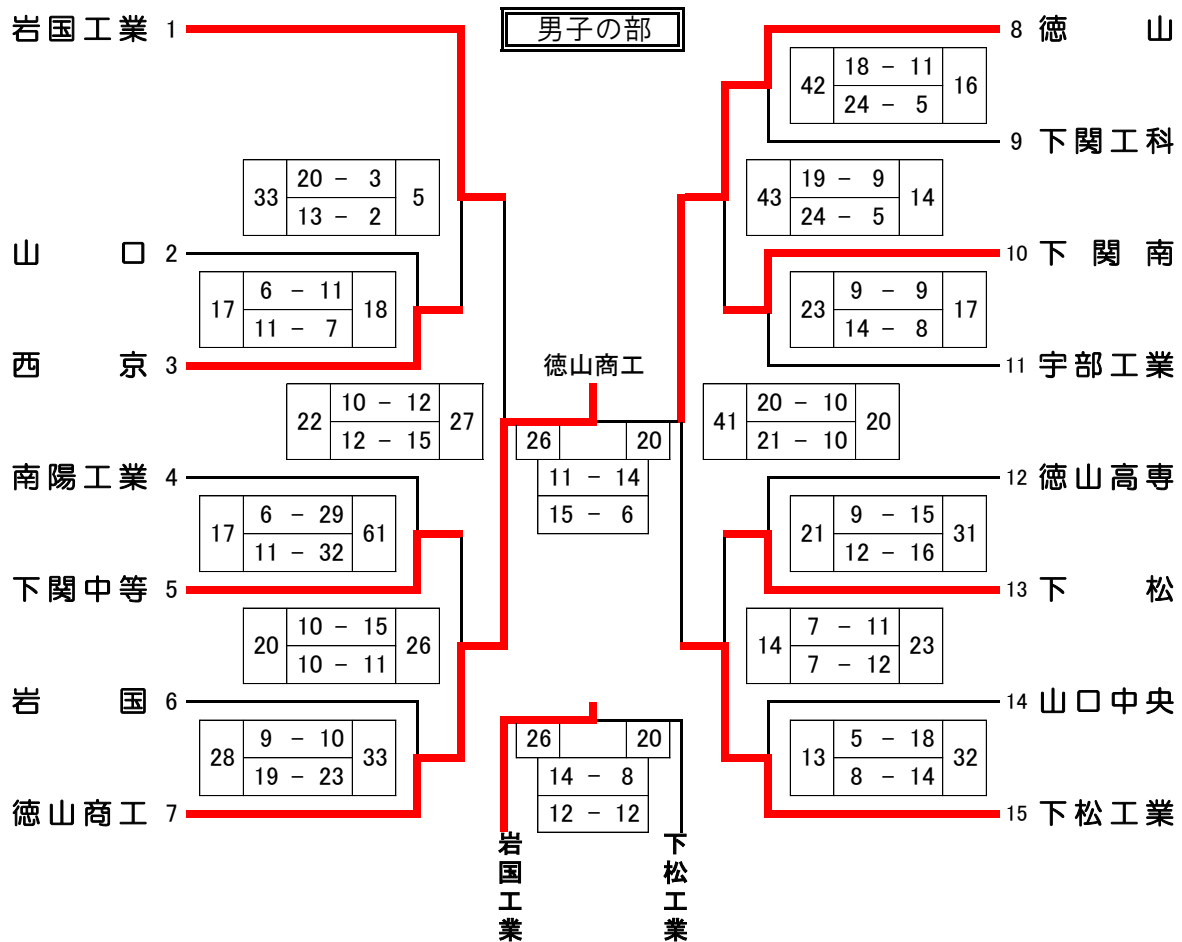 男子の部
岩国工業 1
33 20 - 3 5
13 - 2
山口 2
17 6 - 11 18
11 - 7
西京 3
22 10 - 12 27
12 - 15
南陽工業 4
17 6 - 29 61
11 - 32
下関中等 5
20 10 - 15 26
10 - 11
岩国 6
28 9 - 10 33
19 - 23
徳山商工 7
徳山商工
26 20
11 - 14
15 - 6
26 20
14 - 8
12 - 12
岩国工業
下松工業
8 徳山
42 18 - 11 16
24 - 5
9 下関工科
43 19 - 9 14
24 - 5
10 下関南
23 9 - 9 17
14 - 8
11 宇部工業
41 20 - 10 20
21 - 10
12 徳山高専
21 9 - 15 31
12 - 16
13 下松
14 7 - 11 23
7 - 12
14 山口中央
13 5 - 18 32
8 - 14
15 下松工業